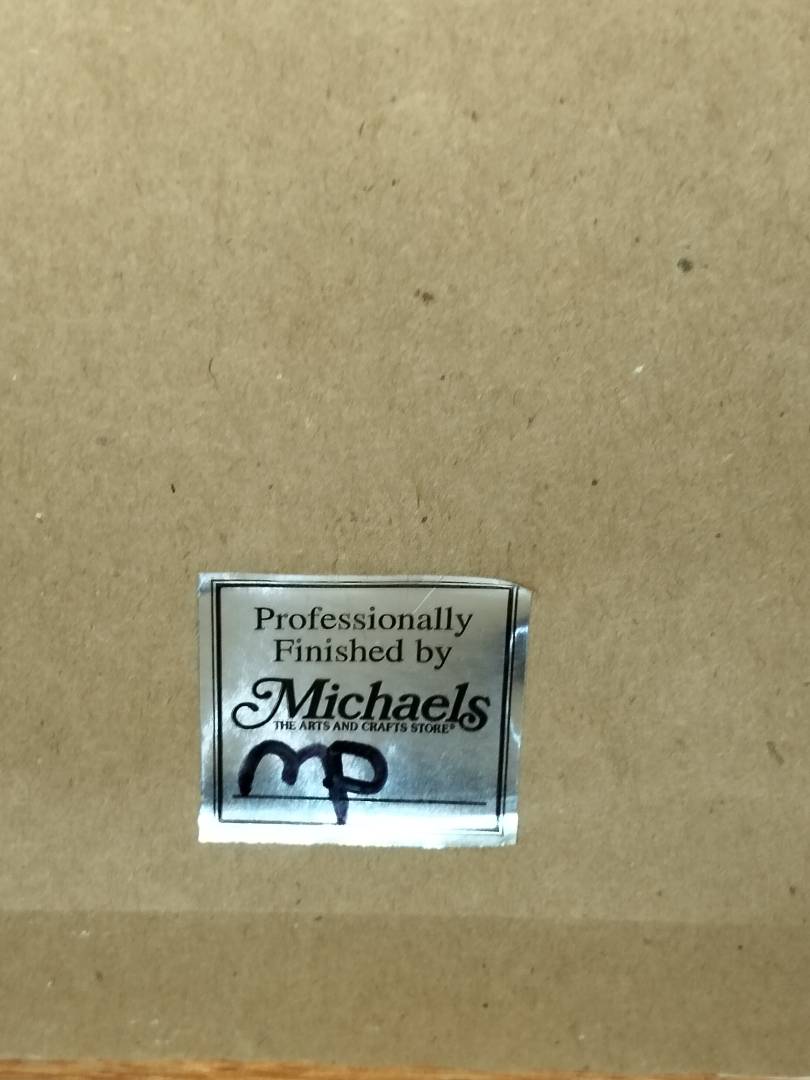 Professionally
Finished by
Michaels
THE ARTS AND CRAFTS STORE®
mp